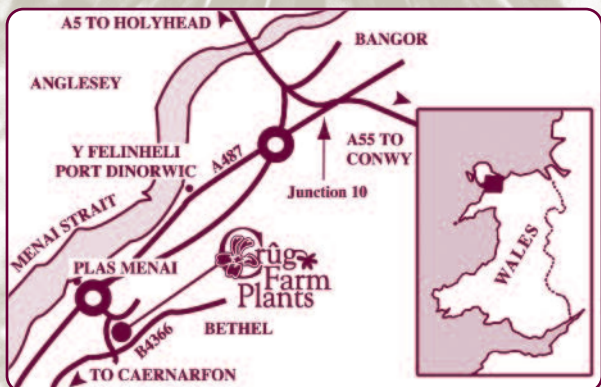 A5 TO HOLYHEAD
BANGOR
ANGLESEY
A55 TO
CONWY
Y FELINHELI
PORT DINORWIC
A487
Junction 10
MENAI STRAIT
PLAS MENAI
Crûg
Farm
Plants
BETHEL
B4366
TO CAERNARFON
WALES